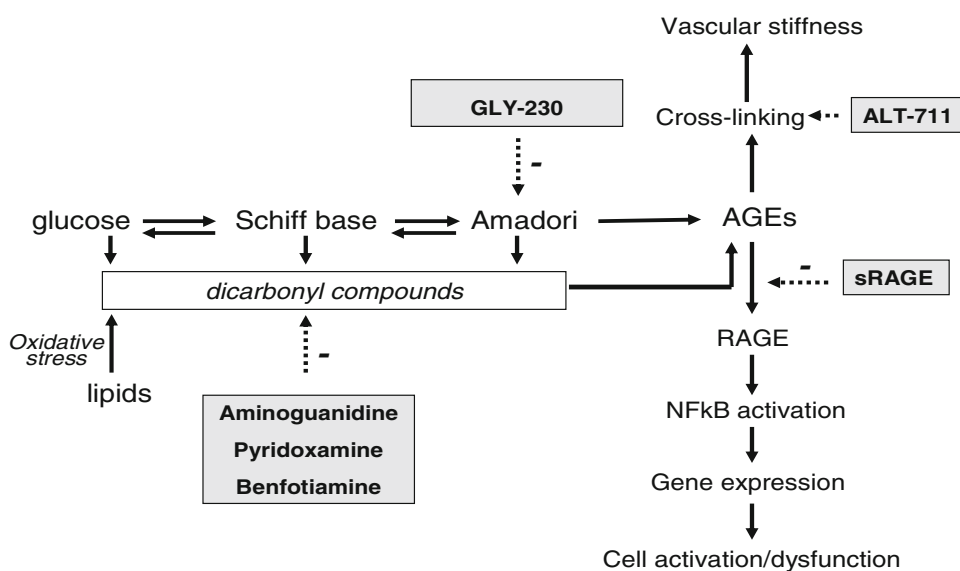 Vascular stiffness
GLY-230
Cross-linking
ALT-711
-
glucose
Schiff base
Amadori
AGEs
-
sRAGE
dicarbonyl compounds
Oxidative
stress
-
RAGE
lipids
Aminoguanidine
Pyridoxamine
Benfotiamine
NFkB activation
Gene expression
Cell activation/dysfunction